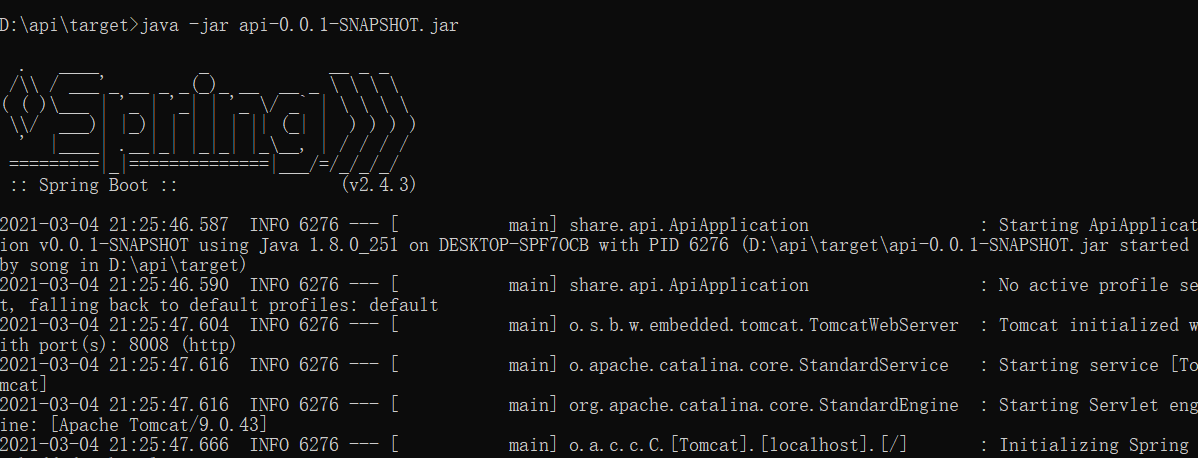 D:\api\target>java -jar api-0.0.1-SNAPSHOT.jar
Spring
:: Spring Boot ::                (v2.4.3)
2021-03-04 21:25:46.587  INFO 6276 --- [           main] share.api.ApiApplication                 : Starting ApiApplicat
ion v0.0.1-SNAPSHOT using Java 1.8.0_251 on DESKTOP-SPF7OCB with PID 6276 (D:\api\target\api-0.0.1-SNAPSHOT.jar started
by song in D:\api\target)
2021-03-04 21:25:46.590  INFO 6276 --- [           main] share.api.ApiApplication                 : No active profile se
t, falling back to default profiles: default
2021-03-04 21:25:47.604  INFO 6276 --- [           main] o.s.b.w.embedded.tomcat.TomcatWebServer  : Tomcat initialized w
ith port(s): 8008 (http)
2021-03-04 21:25:47.616  INFO 6276 --- [           main] o.apache.catalina.core.StandardService   : Starting service [To
mcat]
2021-03-04 21:25:47.616  INFO 6276 --- [           main] org.apache.catalina.core.StandardEngine  : Starting Servlet eng
ine: [Apache Tomcat/9.0.43]
2021-03-04 21:25:47.666  INFO 6276 --- [           main] o.a.c.c.C.[Tomcat].[localhost].[/]       : Initializing Spring